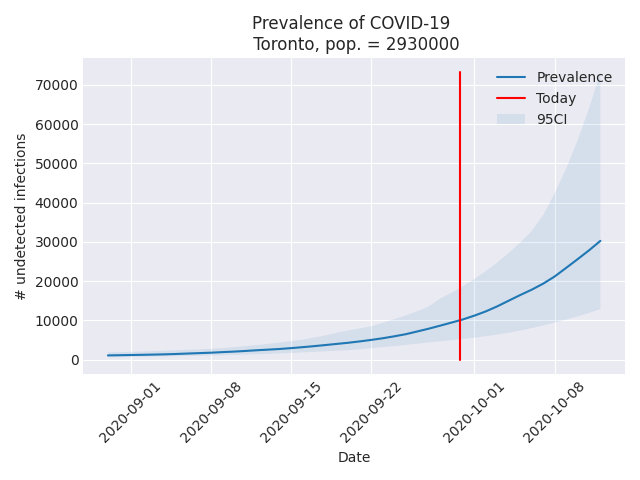 Prevalence of COVID-19
Toronto, pop. = 2930000
Prevalence
Today
95CI
# undetected infections
70000
60000
50000
40000
30000
20000
10000
0
2020-09-01
2020-09-08
2020-09-15
2020-09-22
2020-10-01
2020-10-08
Date